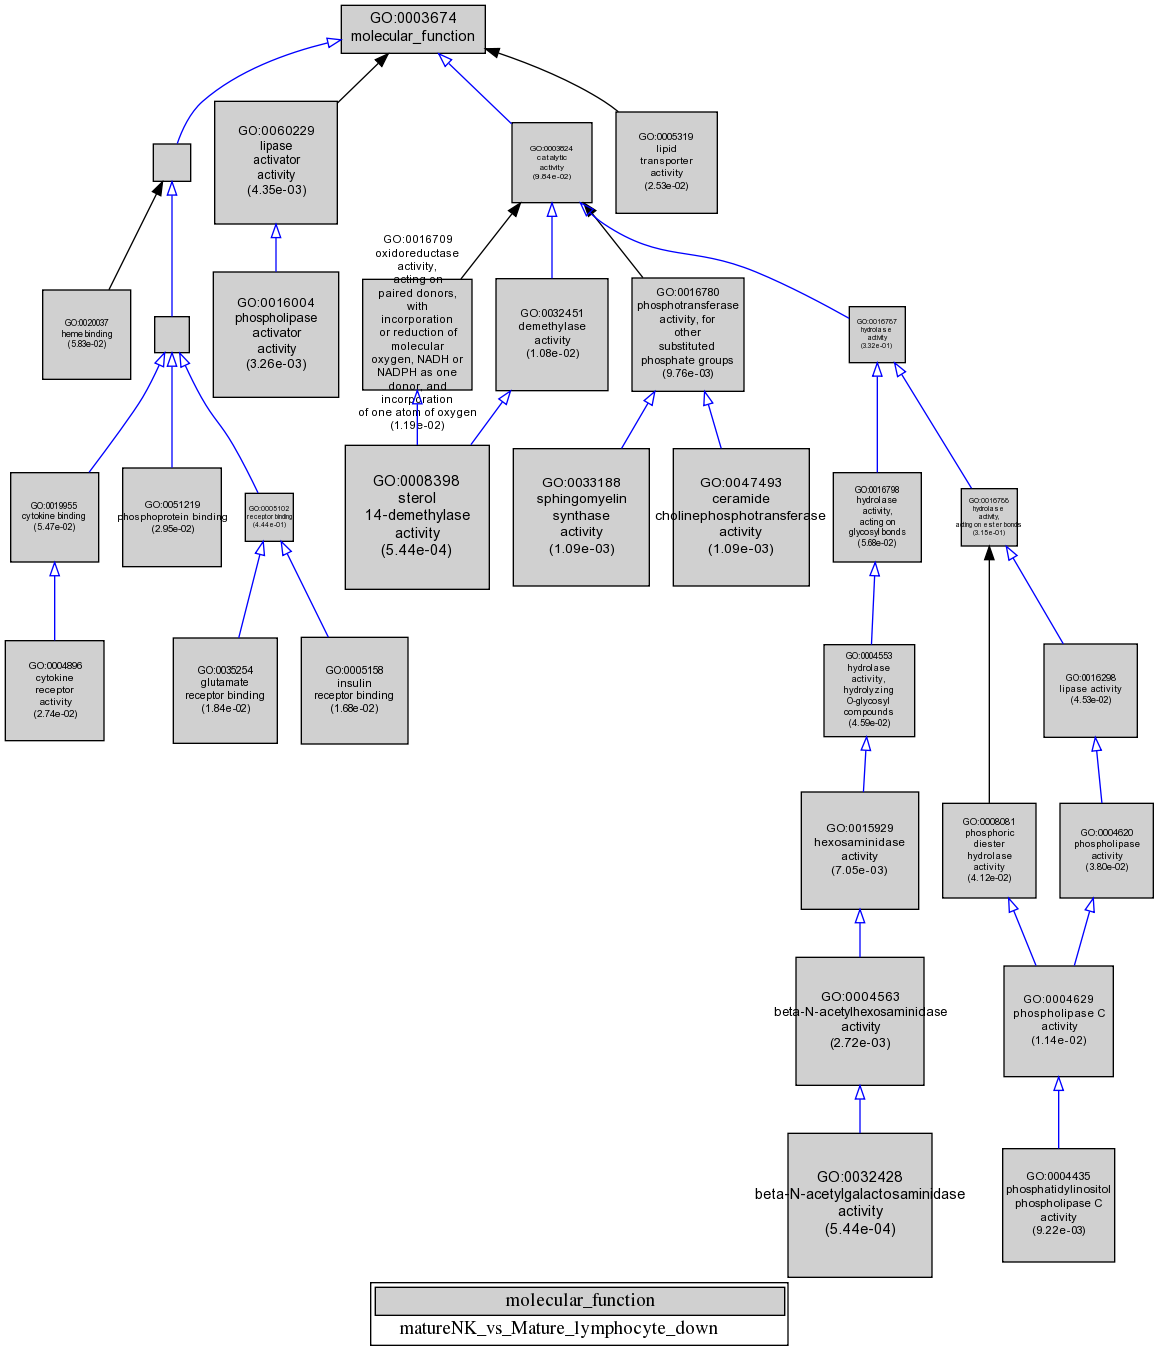 GO:0003674
molecular_function
GO:0060229
lipase
activator
activity
(4.35e-03)
GO:0003824
catalytic
activity
(9.84e-02)
GO:0005319
lipid
transporter
activity
(2.53e-02)
GO:0020037
heme binding
(5.83e-02)
GO:0016004
phospholipase
activator
activity
(3.26e-03)
GO:0016709
oxidoreductase
activity,
acting on
paired donors,
with
incorporation
or reduction of
molecular
oxygen, NADH or
NADPH as one
donor, and
incorporation
of one atom of oxygen
(1.19e-02)
GO:0032451
demethylase
activity
(1.08e-02)
GO:0016780
phosphotransferase
activity, for
other
substituted
phosphate groups
(9.76e-03)
GO:0016787
hydrolase
activity
(3.32e-01)
GO:0019955
cytokine binding
(5.47e-02)
GO:0051219
phosphoprotein binding
(2.95e-02)
GO:0005102
receptor binding
(4.44e-01)
GO:0008398
sterol
14-demethylase
activity
(5.44e-04)
GO:0033188
sphingomyelin
synthase
activity
(1.09e-03)
GO:0047493
ceramide
cholinephosphotransferase
activity
(1.09e-03)
GO:0016798
hydrolase
activity,
acting on
glycosyl bonds
(5.68e-02)
GO:0016788
hydrolase
activity,
acting on ester bonds
(3.15e-01)
GO:0004896
cytokine
receptor
activity
(2.74e-02)
GO:0035254
glutamate
receptor binding
(1.84e-02)
GO:0005158
insulin
receptor binding
(1.68e-02)
GO:0004553
hydrolase
activity,
hydrolyzing
O-glycosyl
compounds
(4.59e-02)
GO:0016298
lipase activity
(4.53e-02)
GO:0015929
hexosaminidase
activity
(7.05e-03)
GO:0008081
phosphoric
diester
hydrolase
activity
(4.12e-02)
GO:0004620
phospholipase
activity
(3.80e-02)
GO:0004563
beta-N-acetylhexosaminidase
activity
(2.72e-03)
GO:0004629
phospholipase C
activity
(1.14e-02)
GO:0032428
beta-N-acetylgalactosaminidase
activity
(5.44e-04)
GO:0004435
phosphatidylinositol
phospholipase C
activity
(9.22e-03)
molecular_function
matureNK_vs_Mature_lymphocyte_down